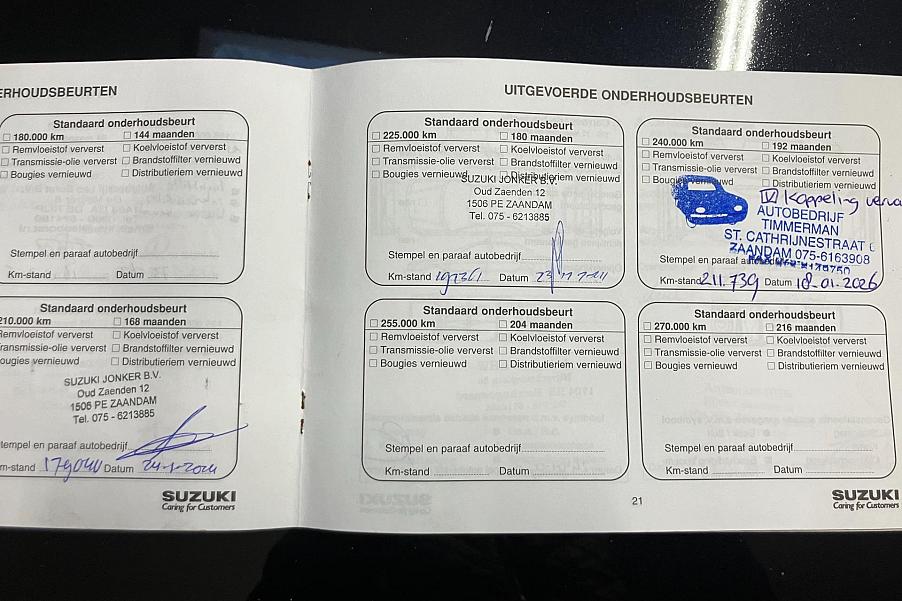 ERHOUDSBEURTEN
Standaard onderhoudsbeurt
180.000 km 144 maanden
Remvloeistof ververst Koelvloeistof ververst
Transmissie-olie ververst Brandstoffilter vernieuwd
Bougies vernieuwd Distributieriem vernieuwd
Stempel en paraaf autobedrijf
Km-stand Datum
Standaard onderhoudsbeurt
210.000 km 168 maanden
Remvloeistof ververst Koelvloeistof ververst
ransmissie-olie ververst Brandstoffilter vernieuwd
ougies vernieuwd Distributieriem vernieuwd
SUZUKI JONKER B.V.
Oud Zaenden 12
1506 PE ZAANDAM
Tel. 075 - 6213885
Stempel en paraaf autobedrijf
m-stand 179040 Datum
SUZUKI
Caring for Customers
UITGEVOERDE ONDERHOUDSBEURTEN
Standaard onderhoudsbeurt
225.000 km 180 maanden
Remvloeistof ververst Koelvloeistof ververst
Transmissie-olie ververst Brandstoffilter vernieuwd
Bougies vernieuwd Distributieriem vernieuwd
SUZUKI JONKER B.V.
Oud Zaenden 12
1506 PE ZAANDAM
Tel. 075 - 6213885
Stempel en paraaf autobedrijf
Km-stand Datum
Standaard onderhoudsbeurt
240.000 km 192 maanden
Remvloeistof ververst Koelvloeistof ververst
Transmissie-olie ververst Brandstoffilter vernieuwd
Bougies vernieuwd Distributieriem vernieuwd
Koppeling verva
AUTOBEDRIJF
TIMMERMAN
ST. CATHRIJNESTRAAT
ZAANDAM 075-6163908
Stempel en paraaf autobedrijf
Km-stand 211.739 Datum 18-01-2026
Standaard onderhoudsbeurt
255.000 km 204 maanden
Remvloeistof ververst Koelvloeistof ververst
Transmissie-olie ververst Brandstoffilter vernieuwd
Bougies vernieuwd Distributieriem vernieuwd
Stempel en paraaf autobedrijf
Km-stand Datum
Standaard onderhoudsbeurt
270.000 km 216 maanden
Remvloeistof ververst Koelvloeistof ververst
Transmissie-olie ververst Brandstoffilter vernieuwd
Bougies vernieuwd Distributieriem vernieuwd
Stempel en paraaf autobedrijf
Km-stand Datum
21
SUZUKI
Caring for Customers